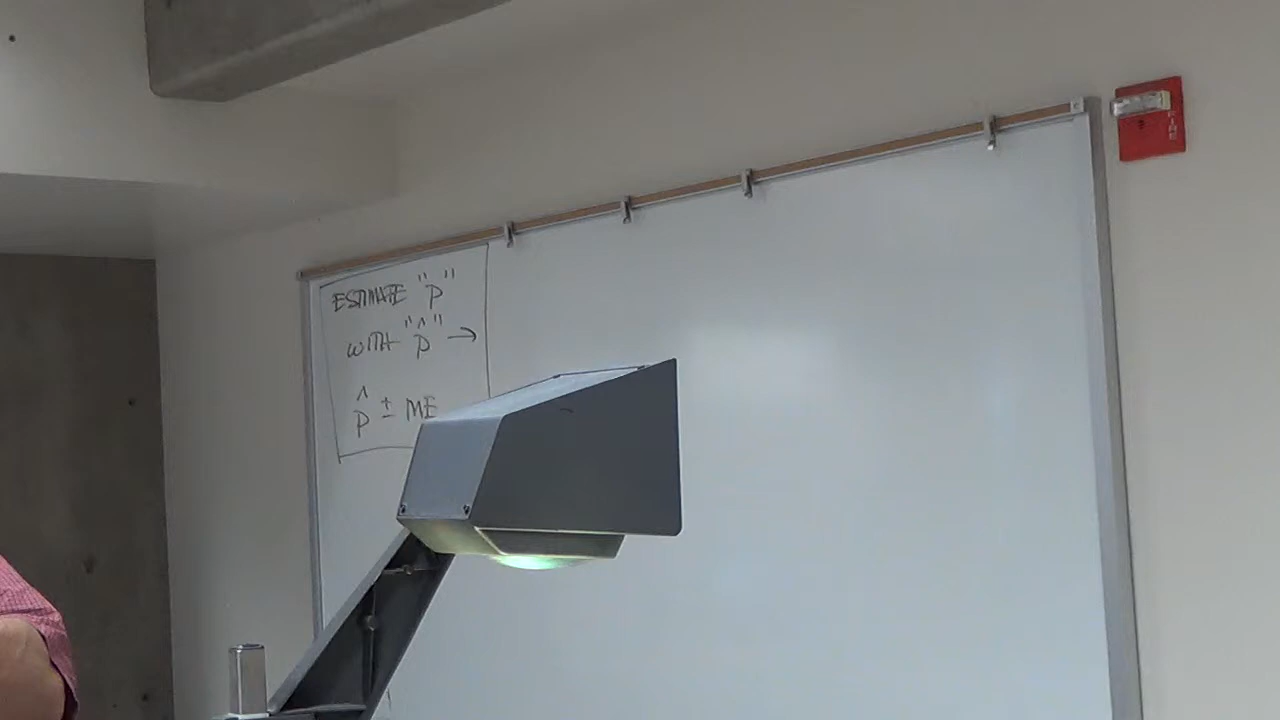 ESTIMATE "p"
WITH "p̂" →
p̂ ± ME